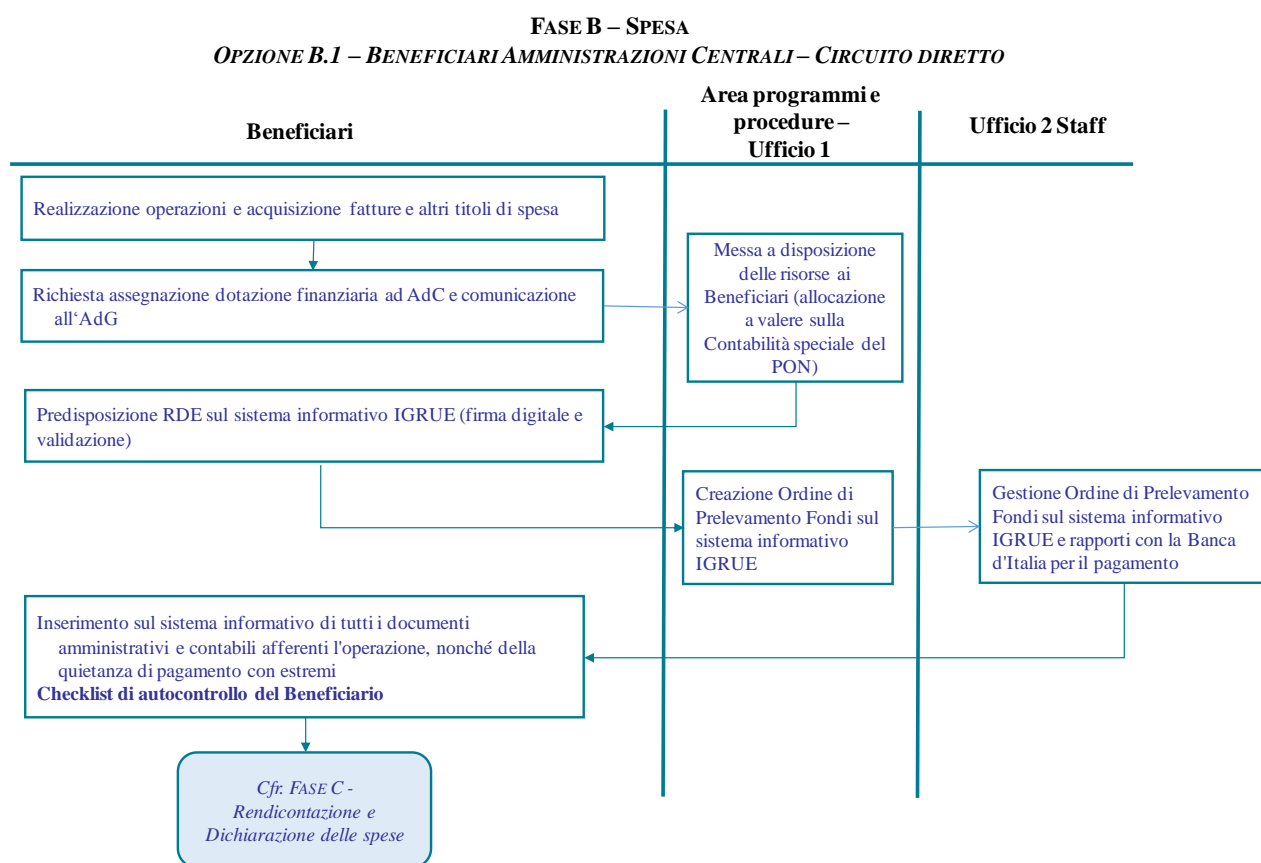 FASE B – SPESA
OPZIONE B.1 – BENEFICIARI AMMINISTRAZIONI CENTRALI – CIRCUITO DIRETTO
Beneficiari
Area programmi e
procedure –
Ufficio 1
Ufficio 2 Staff
Realizzazione operazioni e acquisizione fatture e altri titoli di spesa
Richiesta assegnazione dotazione finanziaria ad AdC e comunicazione
all‘AdG
Messa a disposizione
delle risorse ai
Beneficiari (allocazione
a valere sulla
Contabilità speciale del
PON)
Predisposizione RDE sul sistema informativo IGRUE (firma digitale e
validazione)
Creazione Ordine di
Prelevamento Fondi sul
sistema informativo
IGRUE
Gestione Ordine di Prelevamento
Fondi sul sistema informativo
IGRUE e rapporti con la Banca
d'Italia per il pagamento
Inserimento sul sistema informativo di tutti i documenti
amministrativi e contabili afferenti l'operazione, nonché della
quietanza di pagamento con estremi
Checklist di autocontrollo del Beneficiario
Cfr. FASE C -
Rendicontazione e
Dichiarazione delle spese